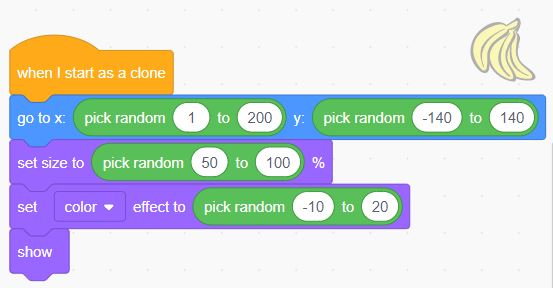 when I start as a clone
go to x: pick random 1 to 200 y: pick random -140 to 140
set size to pick random 50 to 100 %
set color effect to pick random -10 to 20
show